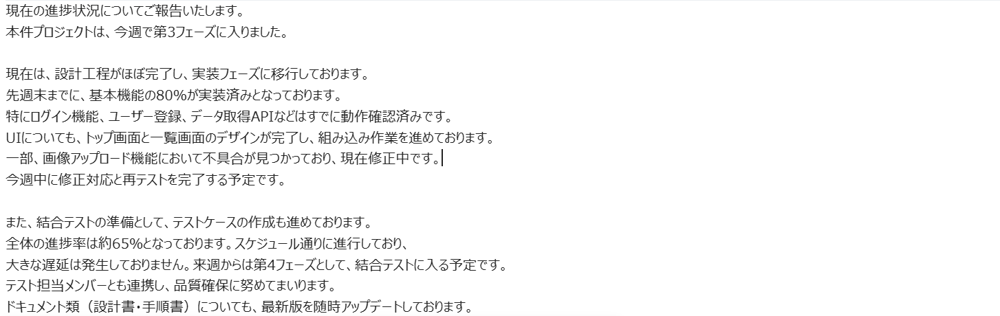 現在の進捗状況についてご報告いたします。
本件プロジェクトは、今週で第3フェーズに入りました。
現在は、設計工程がほぼ完了し、実装フェーズに移行しております。
先週末までに、基本機能の80%が実装済みとなっております。
特にログイン機能、ユーザー登録、データ取得APIなどはすでに動作確認済みです。
UIについても、トップ画面と一覧画面のデザインが完了し、組み込み作業を進めております。
一部、画像アップロード機能において不具合が見つかっており、現在修正中です。
今週中に修正対応と再テストを完了する予定です。
また、結合テストの準備として、テストケースの作成も進めております。
全体の進捗率は約65%となっております。スケジュール通りに進行しており、
大きな遅延は発生しておりません。来週からは第4フェーズとして、結合テストに入る予定です。
テスト担当メンバーとも連携し、品質確保に努めてまいります。
ドキュメント類（設計書・手順書）についても、最新版を随時アップデートしております。